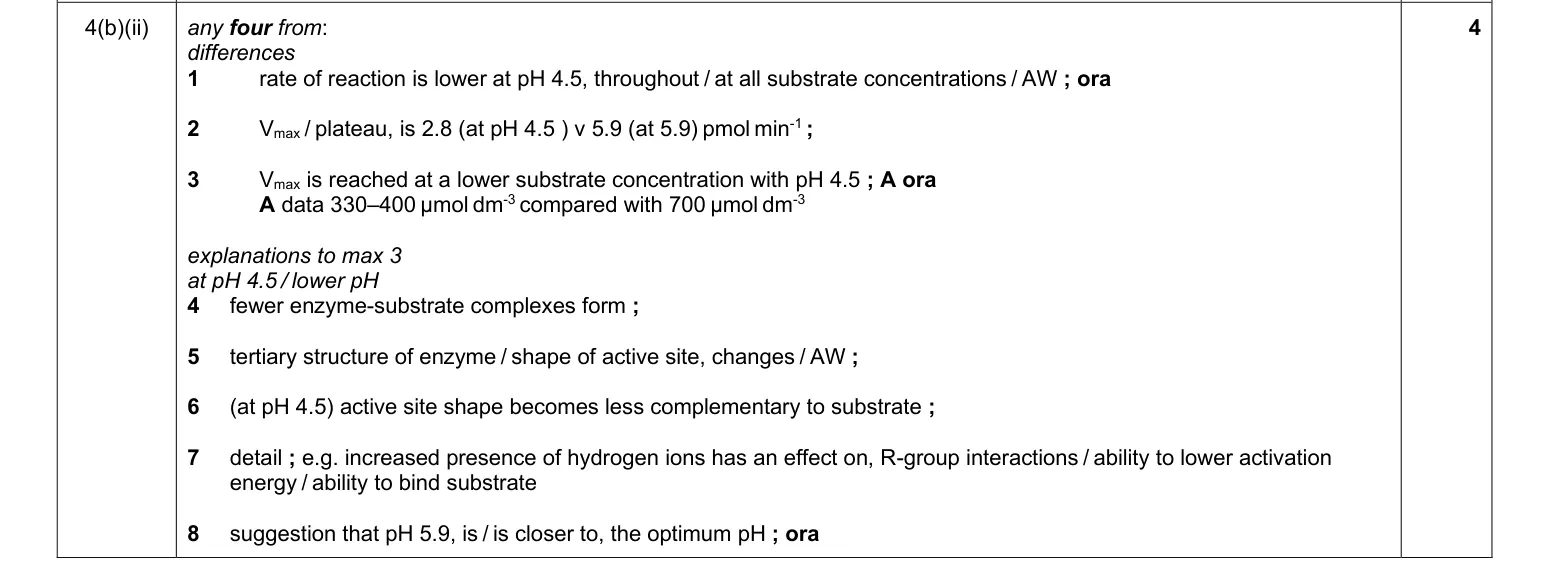 4(b)(ii) any four from: 4
differences
1 rate of reaction is lower at pH 4.5, throughout / at all substrate concentrations / AW ; ora
2 Vmax / plateau, is 2.8 (at pH 4.5 ) v 5.9 (at 5.9) pmol min-1 ;
3 Vmax is reached at a lower substrate concentration with pH 4.5 ; A ora
A data 330–400 µmol dm-3 compared with 700 µmol dm-3
explanations to max 3
at pH 4.5 / lower pH
4 fewer enzyme-substrate complexes form ;
5 tertiary structure of enzyme / shape of active site, changes / AW ;
6 (at pH 4.5) active site shape becomes less complementary to substrate ;
7 detail ; e.g. increased presence of hydrogen ions has an effect on, R-group interactions / ability to lower activation
energy / ability to bind substrate
8 suggestion that pH 5.9, is / is closer to, the optimum pH ; ora